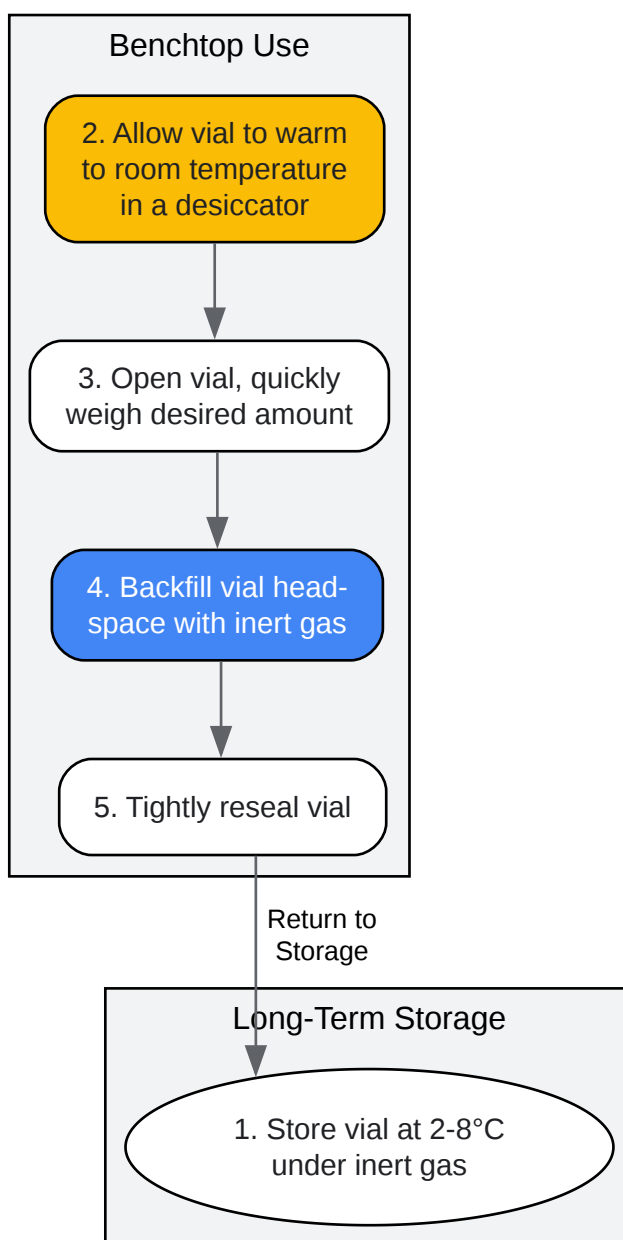 Benchtop Use
2. Allow vial to warm
to room temperature
in a desiccator
3. Open vial, quickly
weigh desired amount
4. Backfill vial head-
space with inert gas
5. Tightly reseal vial
Return to
Storage
Long-Term Storage
1. Store vial at 2-8°C
under inert gas